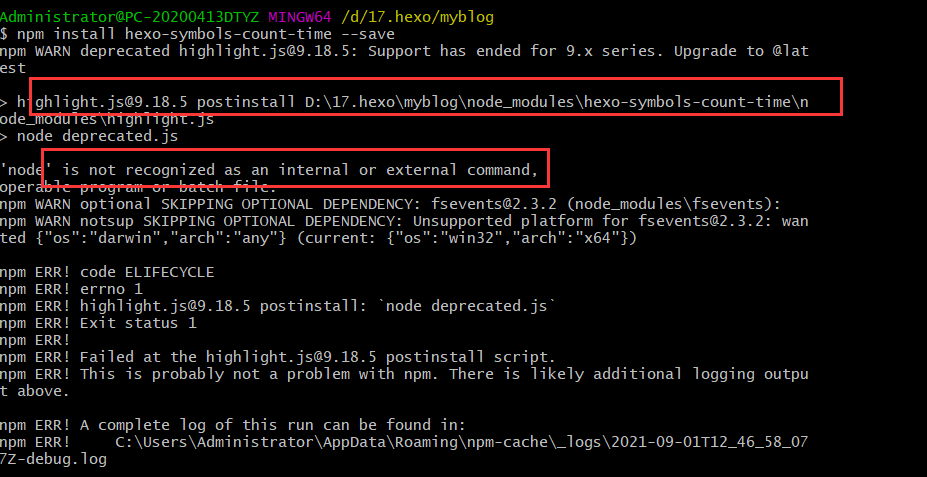 Administrator@PC-20200413DTYZ MINGW64 /d/17.hexo/myblog
$ npm install hexo-symbols-count-time --save
npm WARN deprecated highlight.js@9.18.5: Support has ended for 9.x series. Upgrade to @lat
est
> highlight.js@9.18.5 postinstall D:\17.hexo\myblog\node_modules\hexo-symbols-count-time\n
ode_modules\highlight.js
> node deprecated.js
'node' is not recognized as an internal or external command,
operable program or batch file.
npm WARN optional SKIPPING OPTIONAL DEPENDENCY: fsevents@2.3.2 (node_modules\fsevents):
npm WARN notsup SKIPPING OPTIONAL DEPENDENCY: Unsupported platform for fsevents@2.3.2: wan
ted {"os":"darwin","arch":"any"} (current: {"os":"win32","arch":"x64"})
npm ERR! code ELIFECYCLE
npm ERR! errno 1
npm ERR! highlight.js@9.18.5 postinstall: `node deprecated.js`
npm ERR! Exit status 1
npm ERR!
npm ERR! Failed at the highlight.js@9.18.5 postinstall script.
npm ERR! This is probably not a problem with npm. There is likely additional logging outpu
t above.
npm ERR! A complete log of this run can be found in:
npm ERR!     C:\Users\Administrator\AppData\Roaming\npm-cache\_logs\2021-09-01T12_46_58_07
7Z-debug.log